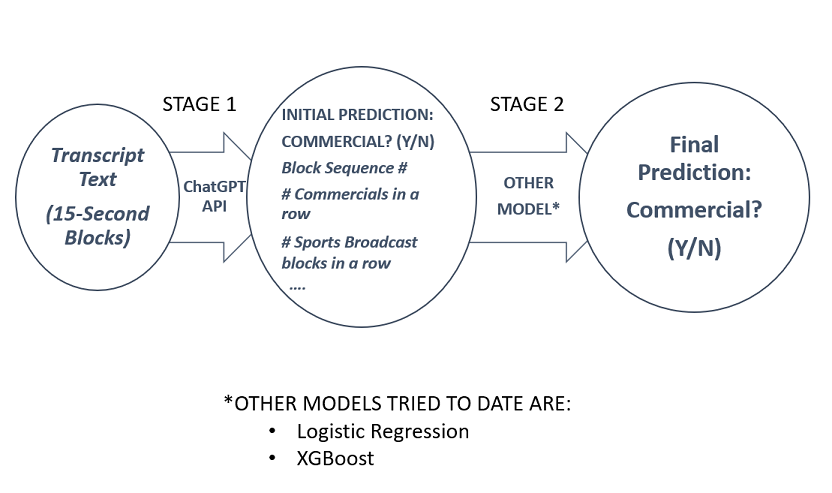 STAGE 1
STAGE 2
Transcript
Text
(15-Second
Blocks)
ChatGPT
API
INITIAL PREDICTION:
COMMERCIAL? (Y/N)
Block Sequence #
# Commercials in a
row
# Sports Broadcast
blocks in a row
....
OTHER
MODEL*
Final
Prediction:
Commercial?
(Y/N)
*OTHER MODELS TRIED TO DATE ARE:
• Logistic Regression
• XGBoost